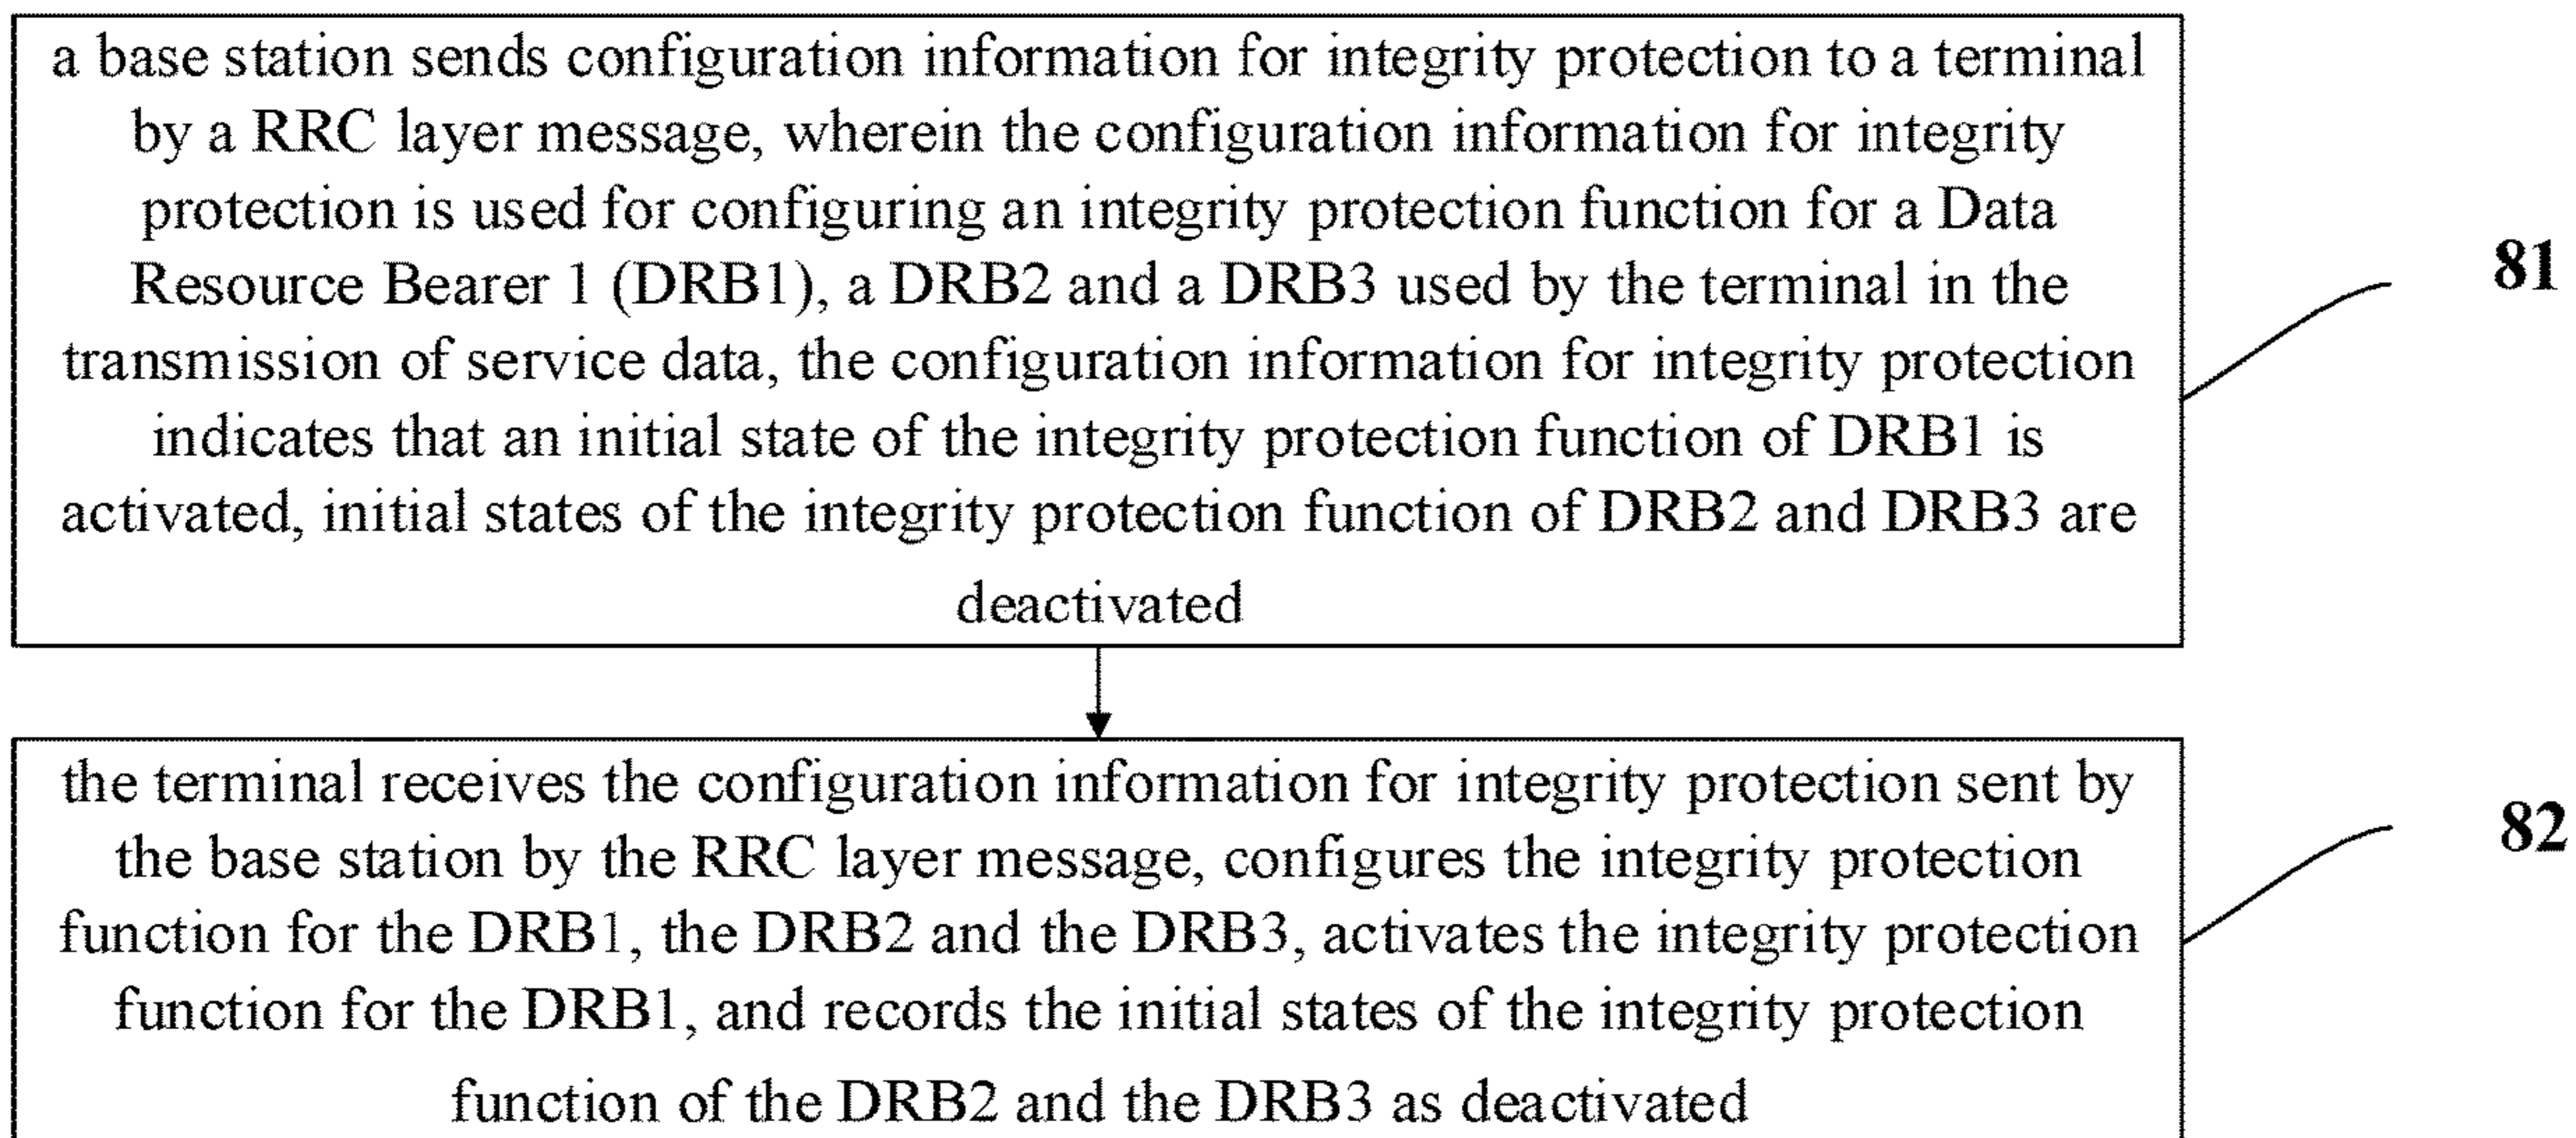 a base station sends configuration information for integrity protection to a terminal
by a RRC layer message, wherein the configuration information for integrity
protection is used for configuring an integrity protection function for a Data
Resource Bearer 1 (DRB1), a DRB2 and a DRB3 used by the terminal in the
transmission of service data, the configuration information for integrity protection
indicates that an initial state of the integrity protection function of DRB1 is
activated, initial states of the integrity protection function of DRB2 and DRB3 are
deactivated
81
the terminal receives the configuration information for integrity protection sent by
the base station by the RRC layer message, configures the integrity protection
function for the DRB1, the DRB2 and the DRB3, activates the integrity protection
function for the DRB1, and records the initial states of the integrity protection
function of the DRB2 and the DRB3 as deactivated
82